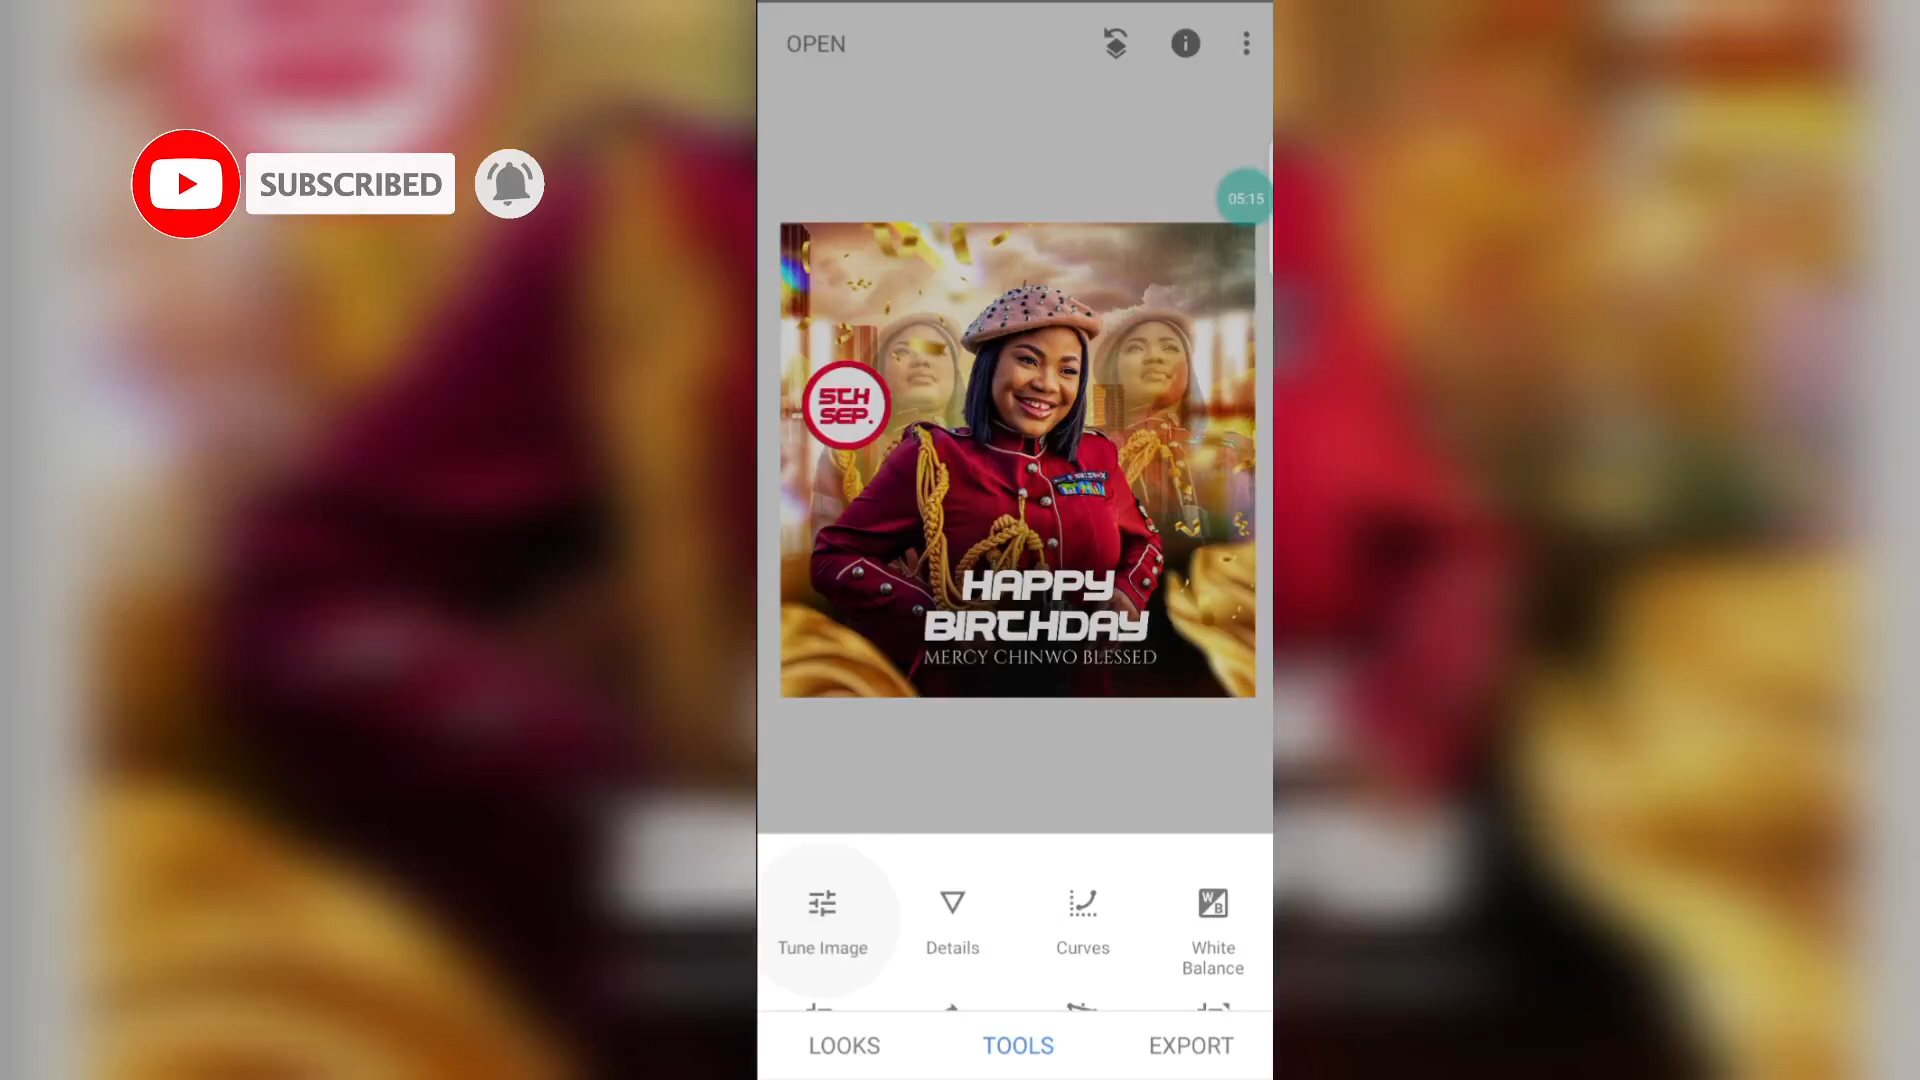 OPEN
SUBSCRIBED
05:15
5TH
SEP.
HAPPY
BIRTHDAY
MERCY CHINWO BLESSED
Tune Image
Details
Curves
W
B
White
Balance
LOOKS
TOOLS
EXPORT